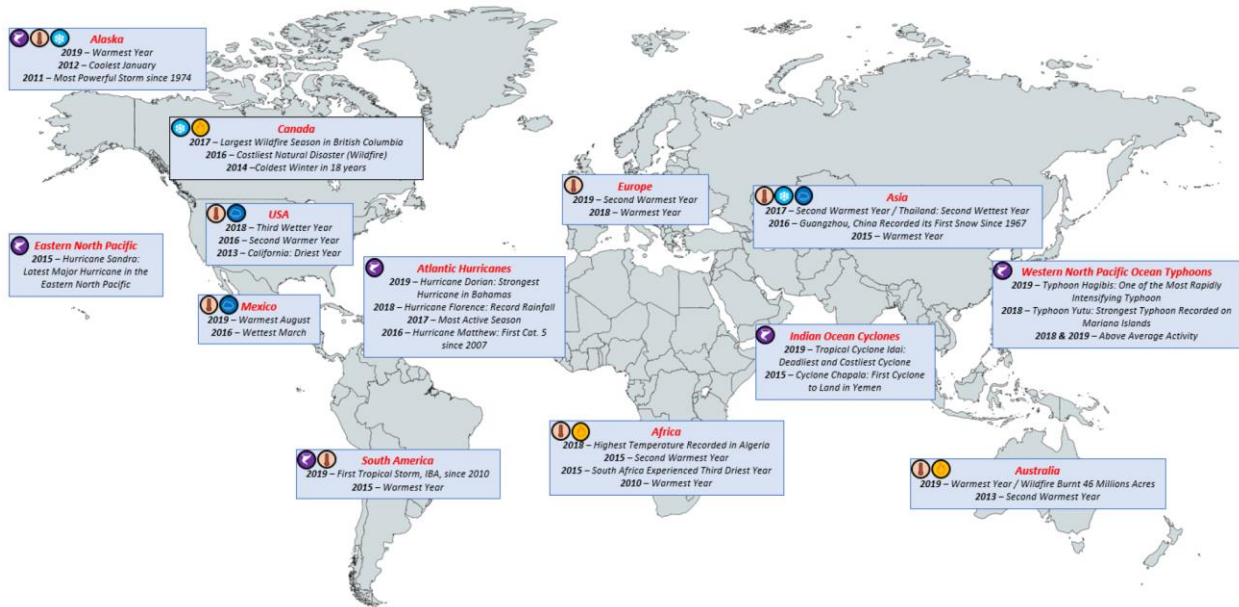 Alaska
2019 – Warmest Year
2012 – Coolest January
2011 – Most Powerful Storm since 1974
Canada
2017 – Largest Wildfire Season in British Columbia
2016 – Costliest Natural Disaster (Wildfire)
2014 –Coldest Winter in 18 years
USA
2018 – Third Wetter Year
2016 – Second Warmer Year
2013 – California: Driest Year
Eastern North Pacific
2015 – Hurricane Sandra:
Latest Major Hurricane in the
Eastern North Pacific
Mexico
2019 – Warmest August
2016 – Wettest March
Atlantic Hurricanes
2019 – Hurricane Dorian: Strongest
Hurricane in Bahamas
2018 – Hurricane Florence: Record Rainfall
2017 – Most Active Season
2016 – Hurricane Matthew: First Cat. 5
since 2007
Europe
2019 – Second Warmest Year
2018 – Warmest Year
Asia
2017 – Second Warmest Year / Thailand: Second Wettest Year
2016 – Guangzhou, China Recorded its First Snow Since 1967
2015 – Warmest Year
Western North Pacific Ocean Typhoons
2019 – Typhoon Hagibis: One of the Most Rapidly
Intensifying Typhoon
2018 – Typhoon Yutu: Strongest Typhoon Recorded on
Mariana Islands
2018 & 2019 – Above Average Activity
Indian Ocean Cyclones
2019 – Tropical Cyclone Idai:
Deadliest and Costliest Cyclone
2015 – Cyclone Chapala: First Cyclone
to Land in Yemen
Africa
2018 – Highest Temperature Recorded in Algeria
2015 – Second Warmest Year
2015 – South Africa Experienced Third Driest Year
2010 – Warmest Year
South America
2019 – First Tropical Storm, IBA, since 2010
2015 – Warmest Year
Australia
2019 – Warmest Year / Wildfire Burnt 46 Milliions Acres
2013 – Second Warmest Year